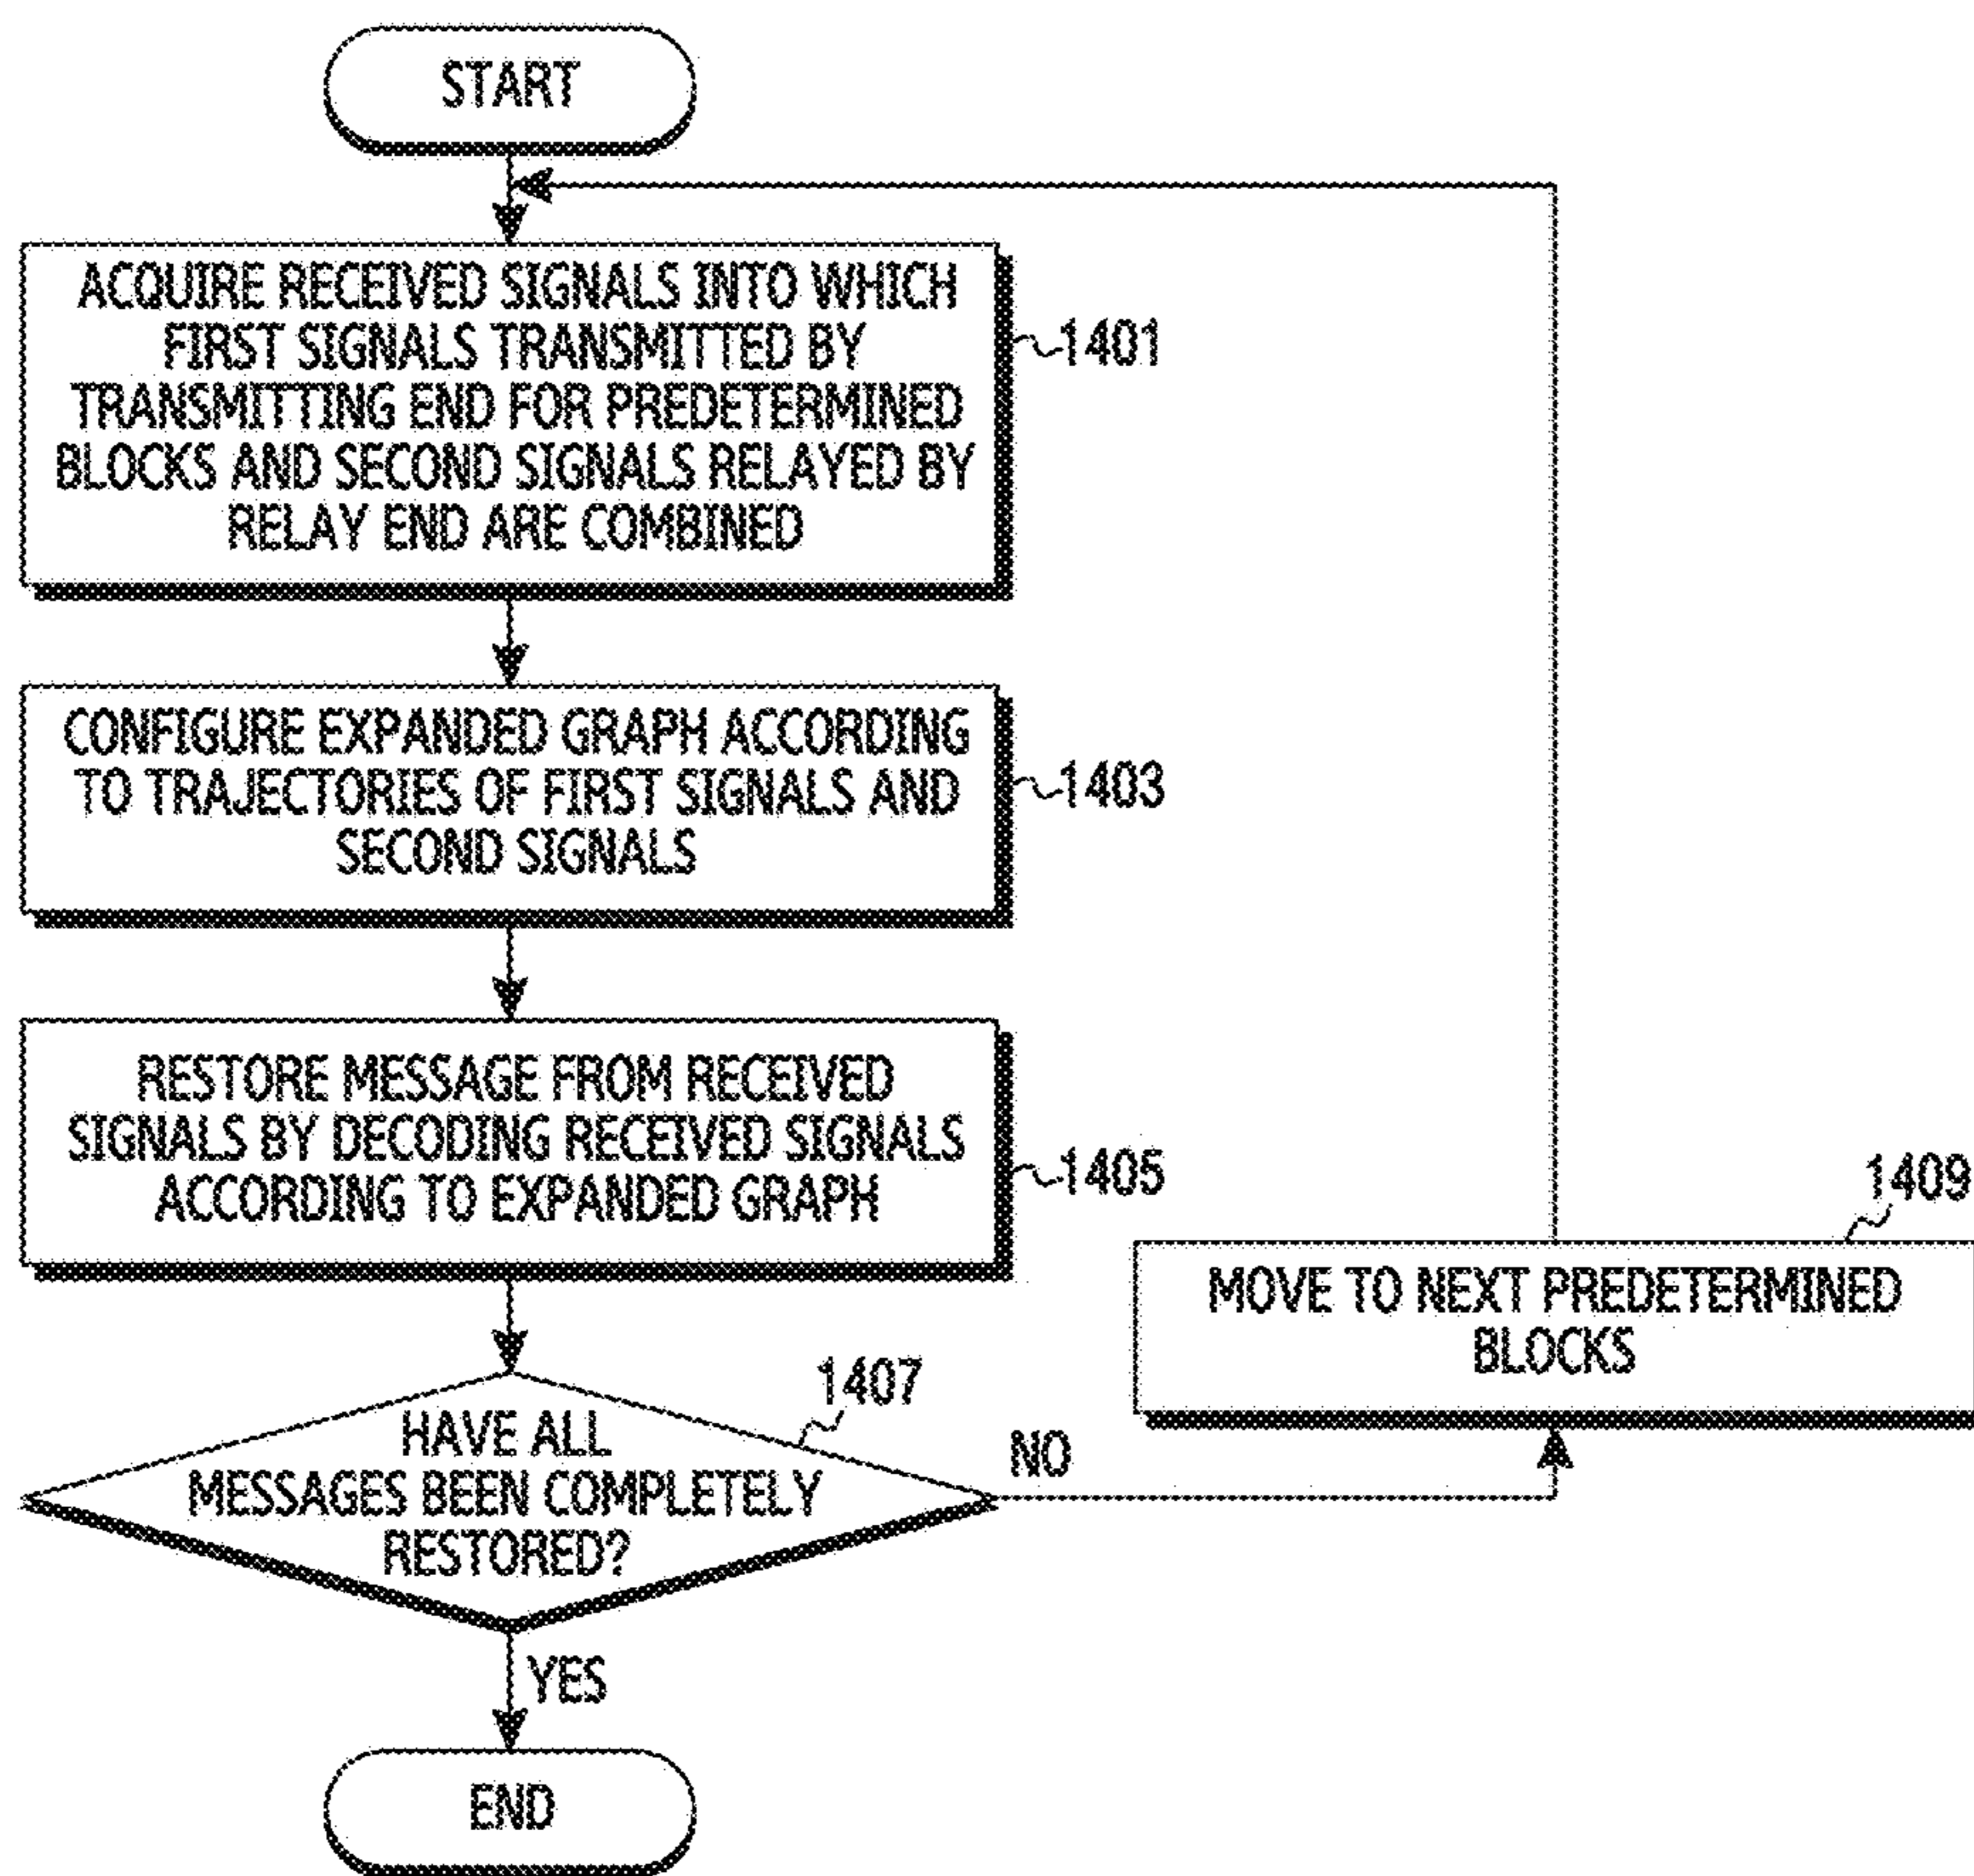 START
ACQUIRE RECEIVED SIGNALS INTO WHICH
FIRST SIGNALS TRANSMITTED BY
TRANSMITTING END FOR PREDETERMINED
BLOCKS AND SECOND SIGNALS RELAYED BY
RELAY END ARE COMBINED
1401
CONFIGURE EXPANDED GRAPH ACCORDING
TO TRAJECTORIES OF FIRST SIGNALS AND
SECOND SIGNALS
1403
RESTORE MESSAGE FROM RECEIVED
SIGNALS BY DECODING RECEIVED SIGNALS
ACCORDING TO EXPANDED GRAPH
1405
1409
MOVE TO NEXT PREDETERMINED
BLOCKS
1407
HAVE ALL
MESSAGES BEEN COMPLETELY
RESTORED?
NO
YES
END